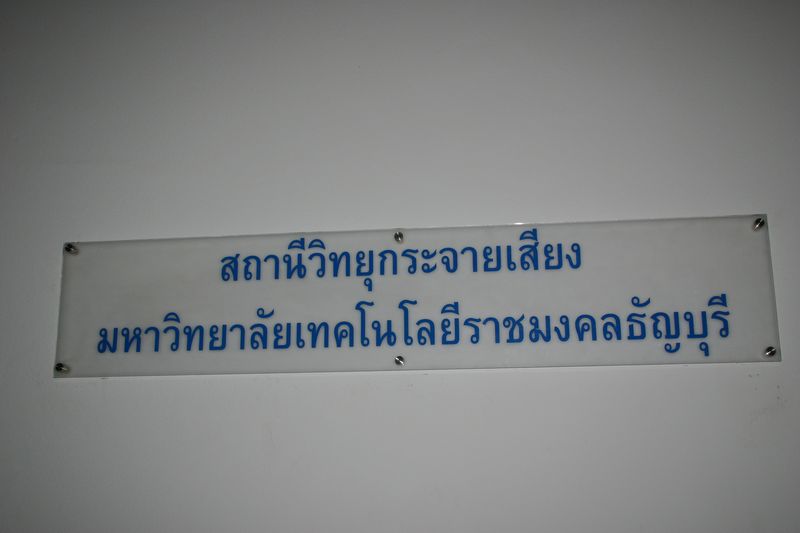 สถานีวิทยุกระจายเสียง
มหาวิทยาลัยเทคโนโลยีราชมงคลธัญบุรี